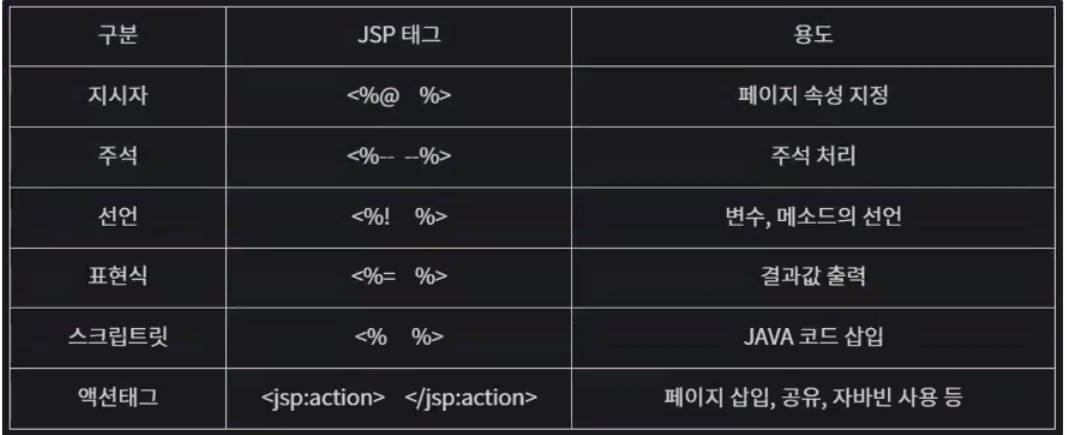 구분 JSP 태그 용도
지시자 <%@ %> 페이지 속성 지정
주석 <%-- --%> 주석 처리
선언 <%! %> 변수, 메소드의 선언
표현식 <%= %> 결과값 출력
스크립트릿 <% %> JAVA 코드 삽입
액션태그 <jsp:action> </jsp:action> 페이지 삽입, 공유, 자바빈 사용 등